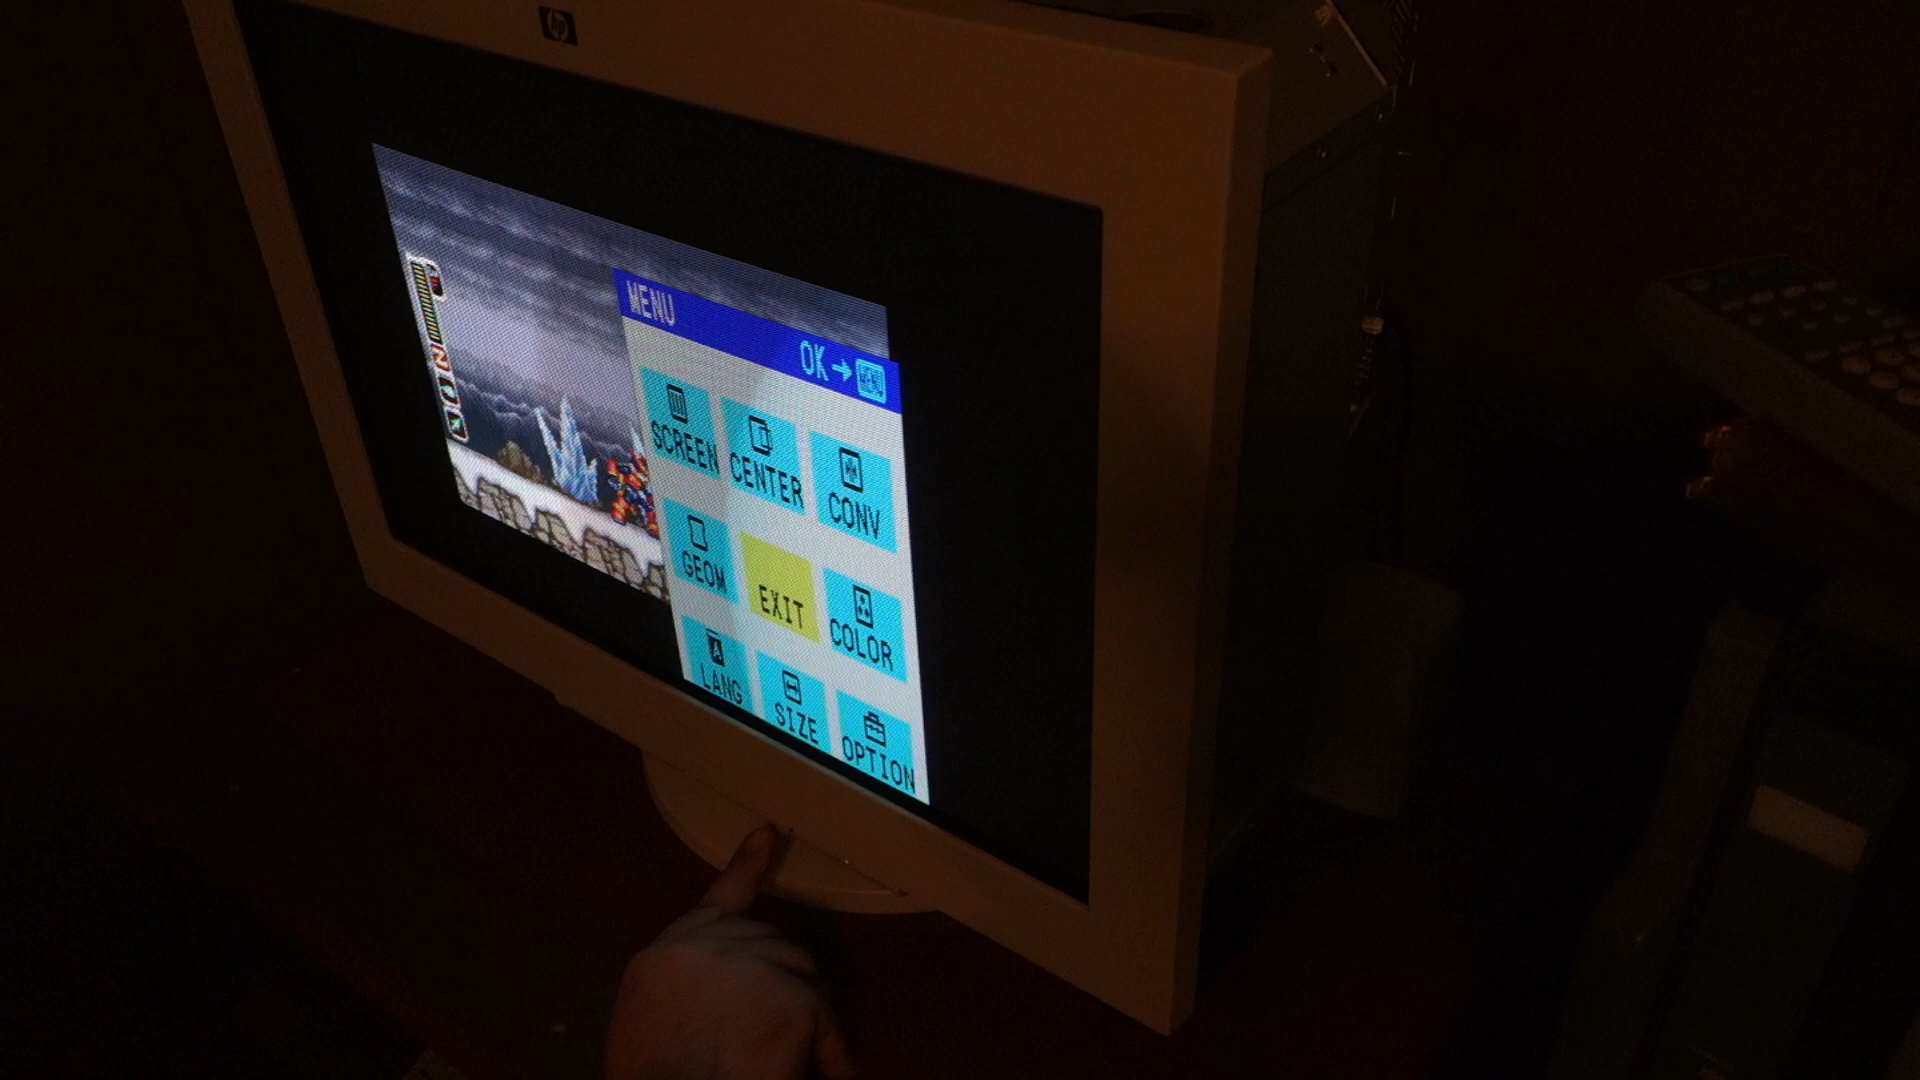 hp
MENU
OK→MENU
SCREEN CENTER CONV
GEOM EXIT COLOR
LANG SIZE OPTION
Z